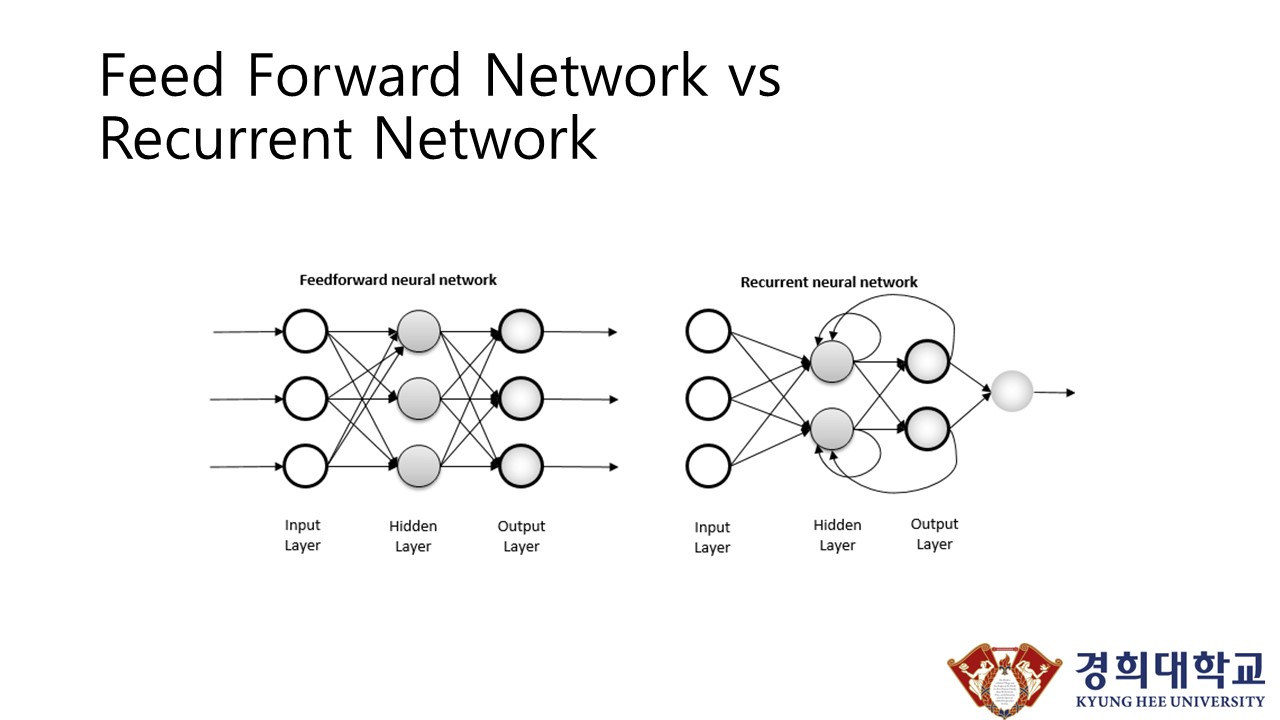 Feed Forward Network vs
Recurrent Network
Feedforward neural network
Input
Layer
Hidden
Layer
Output
Layer
Recurrent neural network
Input
Layer
Hidden
Layer
Output
Layer
경희대학교
KYUNG HEE UNIVERSITY